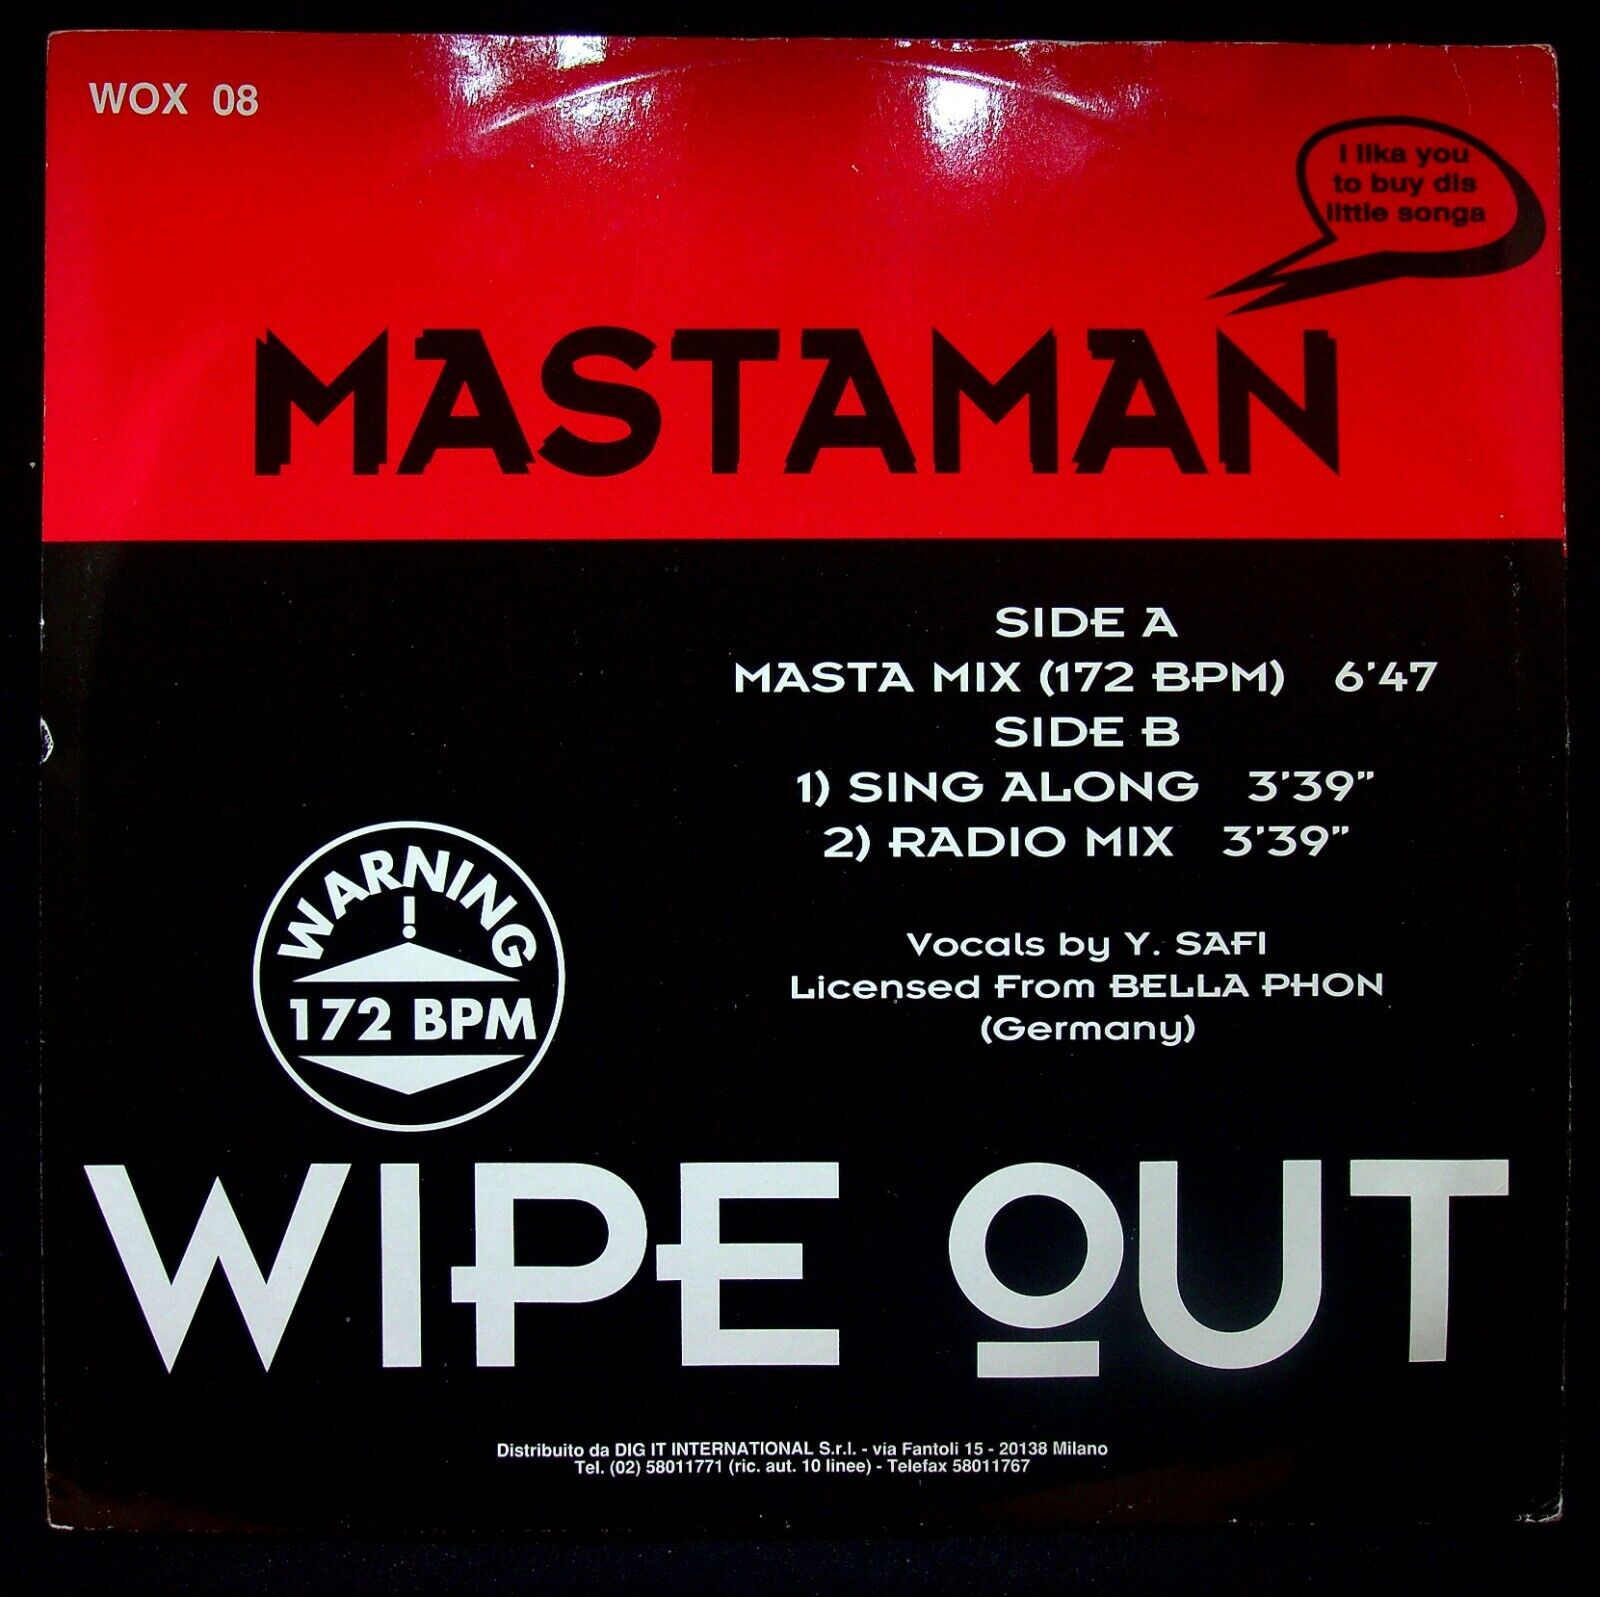 WOX 08
I lika you
to buy dis
little songa
MASTAMAN
SIDE A
MASTA MIX (172 BPM) 6'47
SIDE B
1) SING ALONG 3'39"
2) RADIO MIX 3'39"
Vocals by Y. SAFI
Licensed From BELLA PHON
(Germany)
WARNING
!
172 BPM
WIPE OUT
Distribuito da DIG IT INTERNATIONAL S.r.l. - via Fantoli 15 - 20138 Milano
Tel. (02) 58011771 (ric. aut. 10 linee) - Telefax 58011767